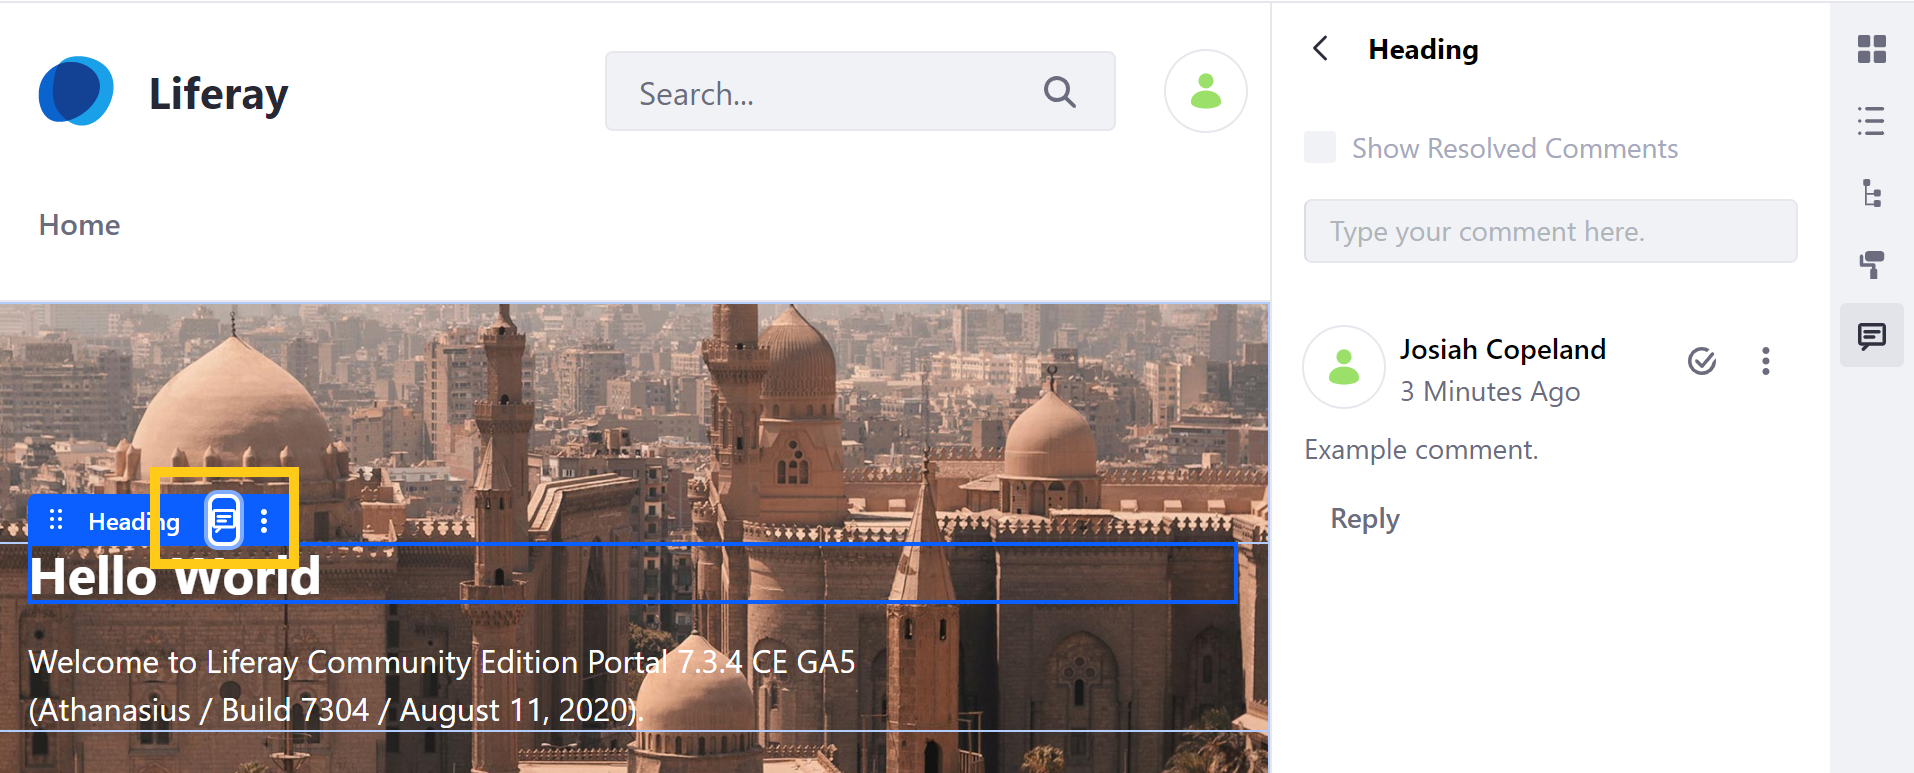 Liferay
Search...
Home
Heading
Hello World
Welcome to Liferay Community Edition Portal 7.3.4 CE GA5
(Athanasius / Build 7304 / August 11, 2020).
Heading
Show Resolved Comments
Type your comment here.
Josiah Copeland
3 Minutes Ago
Example comment.
Reply